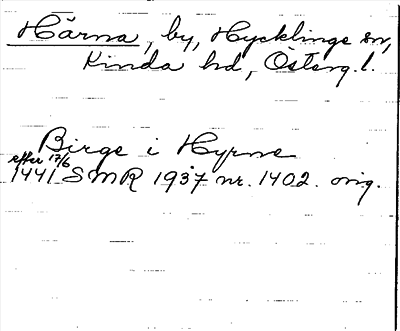 Härna, by, Hycklinge sn,
Kinda hd, Österg. l.
Birge i Hyrne
efter 17/6
1441 SMR 1937 nr. 1402. orig.